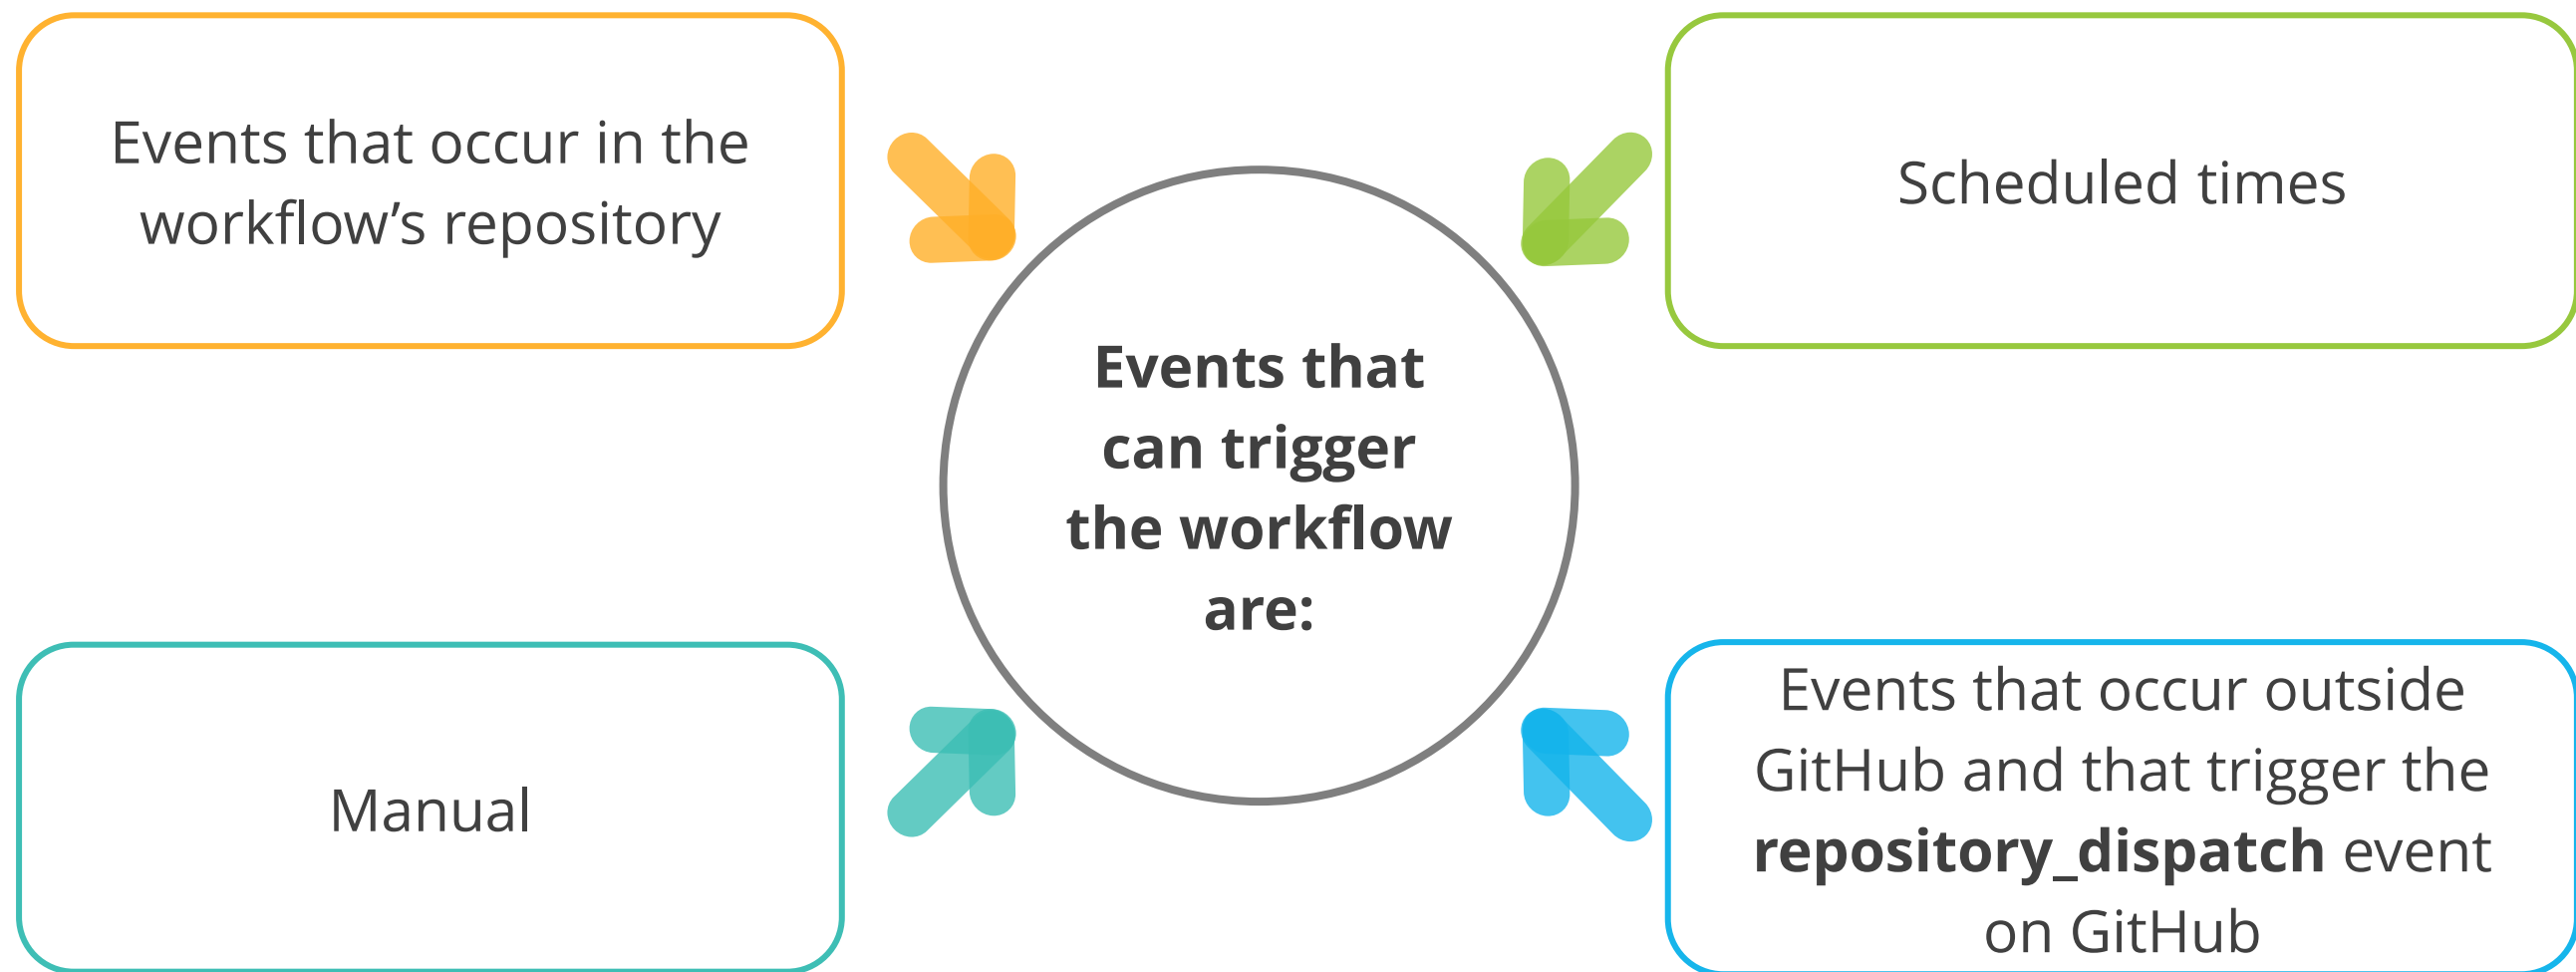 Events that occur in the
workflow’s repository
Scheduled times
Events that
can trigger
the workflow
are:
Manual
Events that occur outside
GitHub and that trigger the
repository_dispatch event
on GitHub